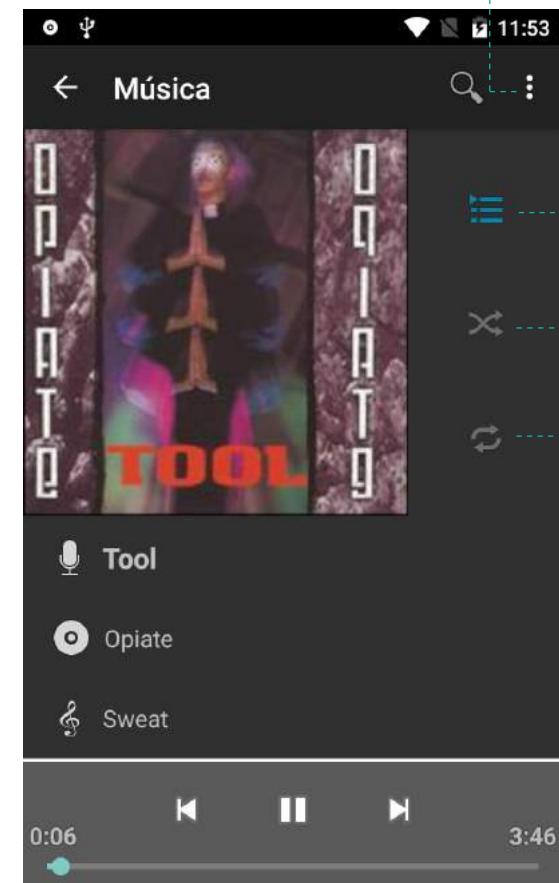 11:53
Música
OPIATE
OPIATE
TOOL
Tool
Opiate
Sweat
0:06
3:46